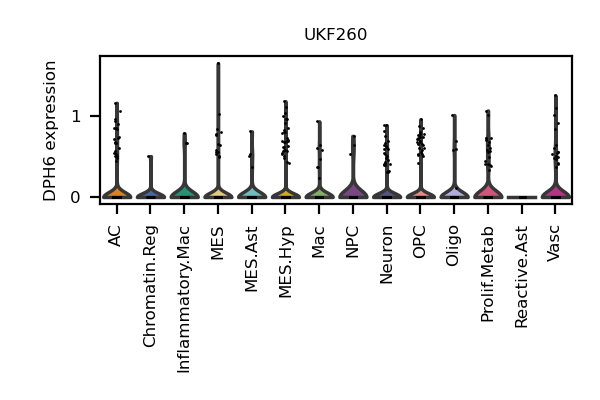 UKF260
DPH6 expression
1
0
AC
Chromatin.Reg
Inflammatory.Mac
MES
MES.Ast
MES.Hyp
Mac
NPC
Neuron
OPC
Oligo
Prolif.Metab
Reactive.Ast
Vasc